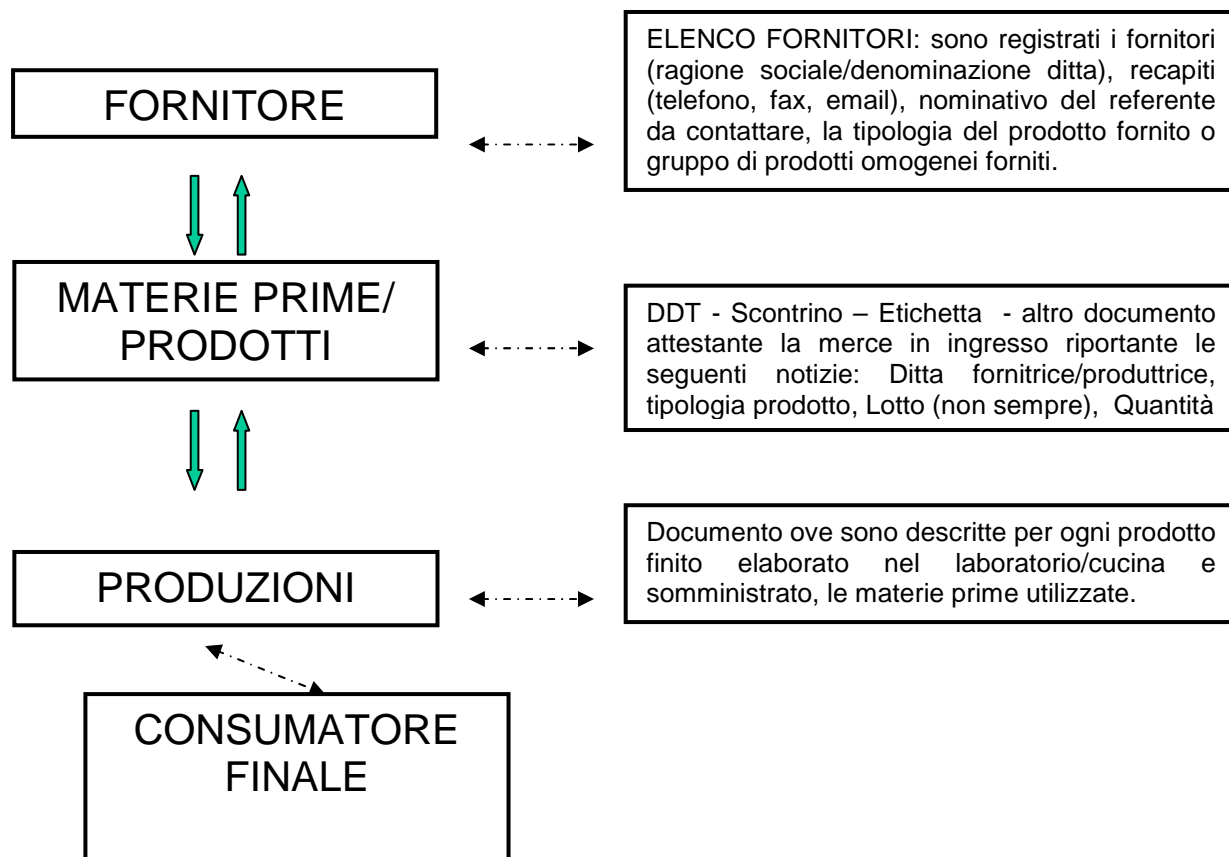 FORNITORE
ELENCO FORNITORI: sono registrati i fornitori
(ragione sociale/denominazione ditta), recapiti
(telefono, fax, email), nominativo del referente
da contattare, la tipologia del prodotto fornito o
gruppo di prodotti omogenei forniti.
MATERIE PRIME/
PRODOTTI
DDT - Scontrino – Etichetta - altro documento
attestante la merce in ingresso riportante le
seguenti notizie: Ditta fornitrice/produttrice,
tipologia prodotto, Lotto (non sempre), Quantità
PRODUZIONI
Documento ove sono descritte per ogni prodotto
finito elaborato nel laboratorio/cucina e
somministrato, le materie prime utilizzate.
CONSUMATORE
FINALE